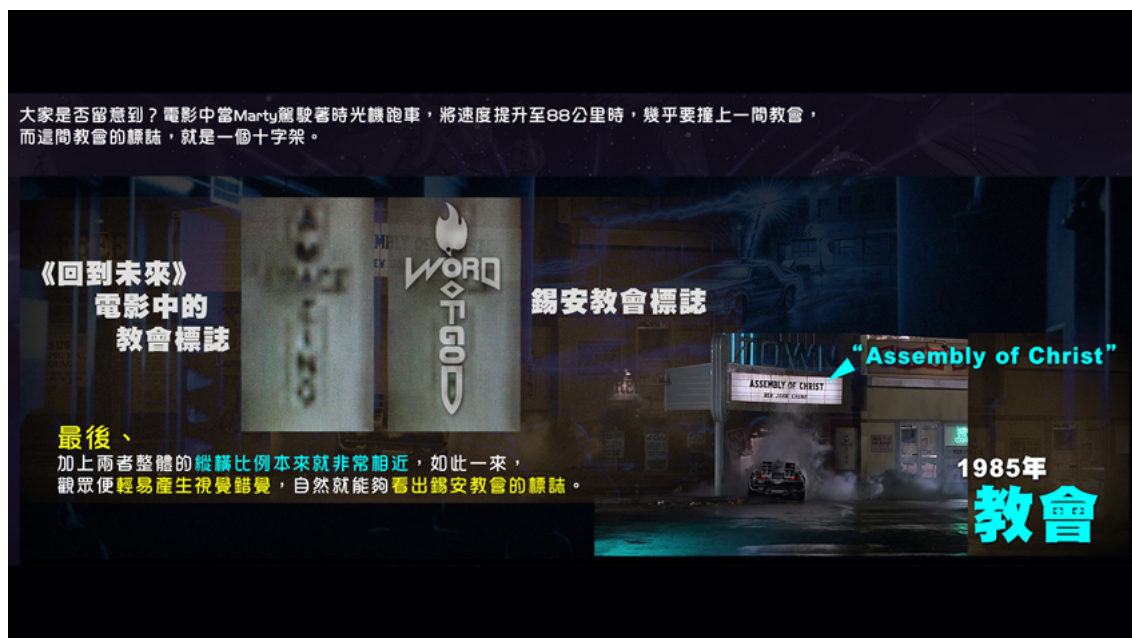 大家是否留意到？電影中當Marty駕駛著時光機跑車，將速度提升至88公里時，幾乎要撞上一間教會，
而這間教會的標誌，就是一個十字架。
《回到未來》
電影中的
教會標誌
WORD
OF GOD
錫安教會標誌
TOWN
“Assembly of Christ”
ASSEMBLY OF CHRIST
最後、
加上兩者整體的縱橫比例本來就非常相近，如此一來，
觀眾便輕易產生視覺錯覺，自然就能夠看出錫安教會的標誌。
1985年
教會